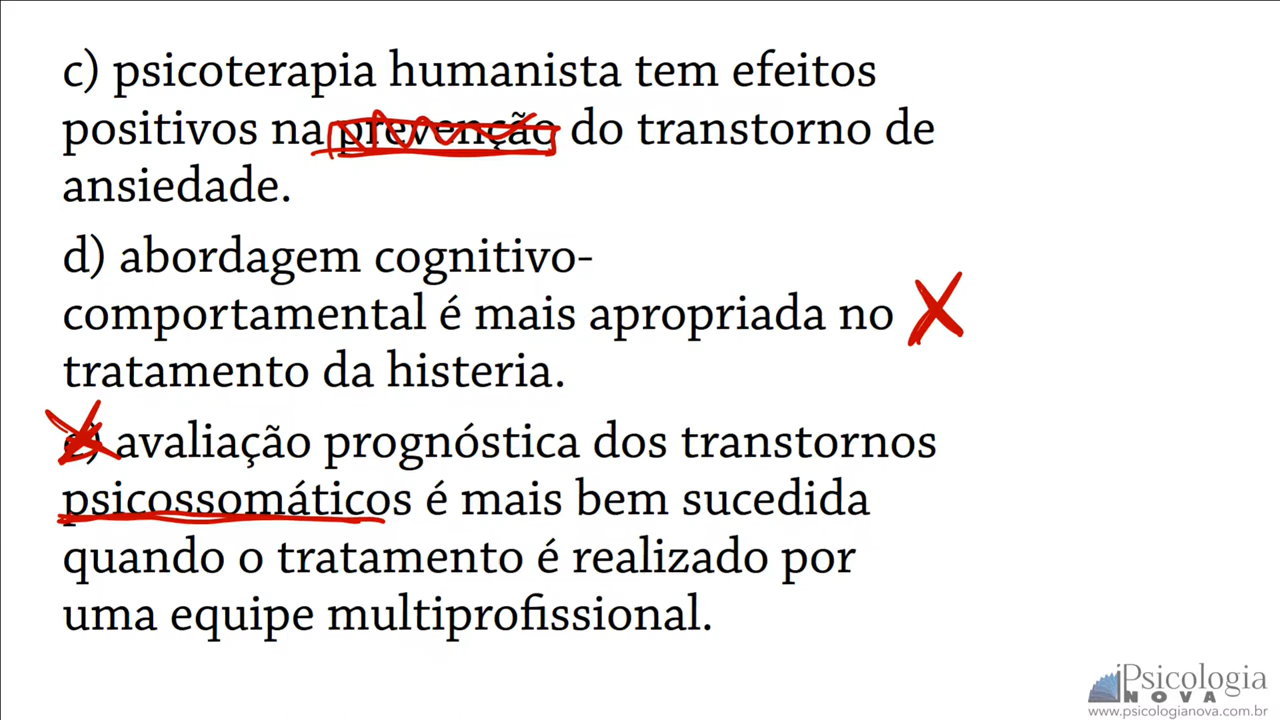 c) psicoterapia humanista tem efeitos
positivos na prevenção do transtorno de
ansiedade.
d) abordagem cognitivo-
comportamental é mais apropriada no
tratamento da histeria.
e) avaliação prognóstica dos transtornos
psicossomáticos é mais bem sucedida
quando o tratamento é realizado por
uma equipe multiprofissional.
Psicologia
NOVA
www.psicologianova.com.br